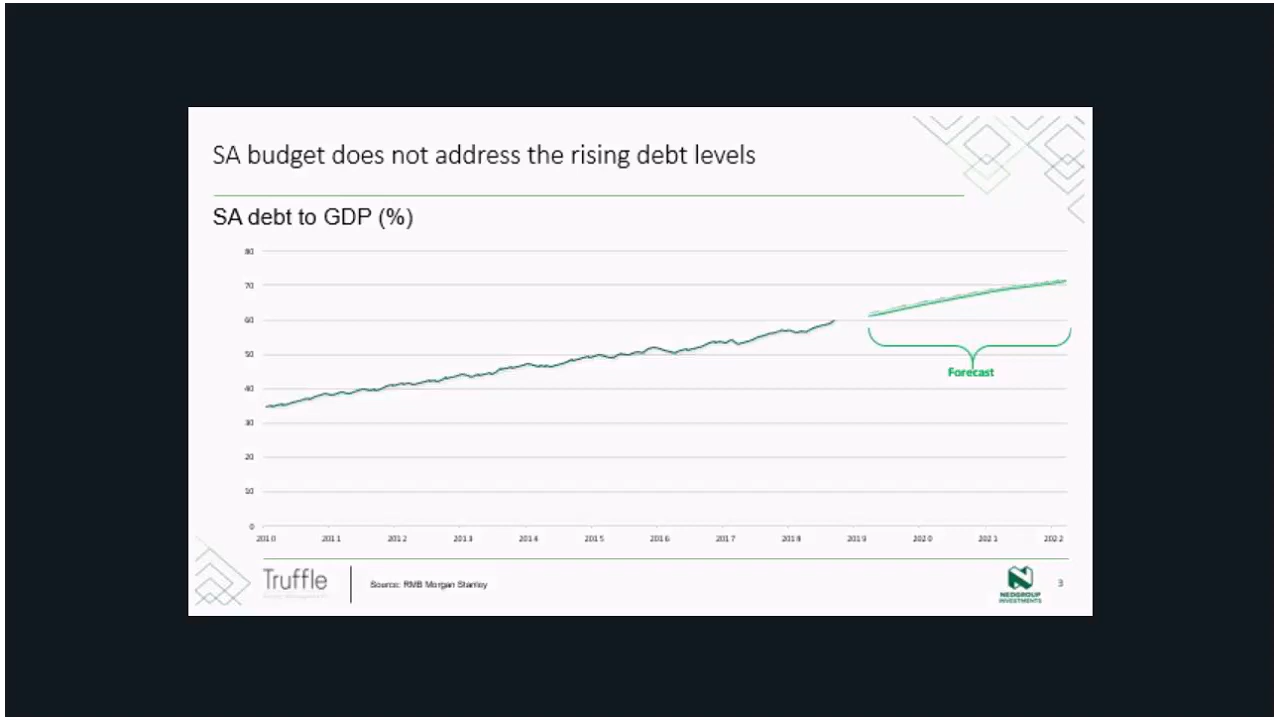 SA budget does not address the rising debt levels
SA debt to GDP (%)
80
70
60
50
40
30
20
10
0
Forecast
2010 2011 2012 2013 2014 2015 2016 2017 2018 2019 2020 2021 2022
Truffle
Source: RMB Morgan Stanley
NEDGROUP
INVESTMENTS
3